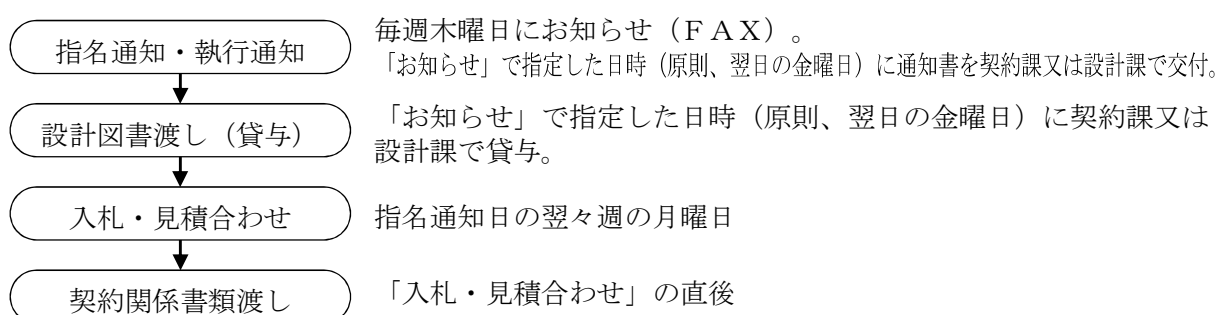 指名通知・執行通知
毎週木曜日にお知らせ（ＦＡＸ）。
「お知らせ」で指定した日時（原則、翌日の金曜日）に通知書を契約課又は設計課で交付。
設計図書渡し（貸与）
「お知らせ」で指定した日時（原則、翌日の金曜日）に契約課又は
設計課で貸与。
入札・見積合わせ
指名通知日の翌々週の月曜日
契約関係書類渡し
「入札・見積合わせ」の直後